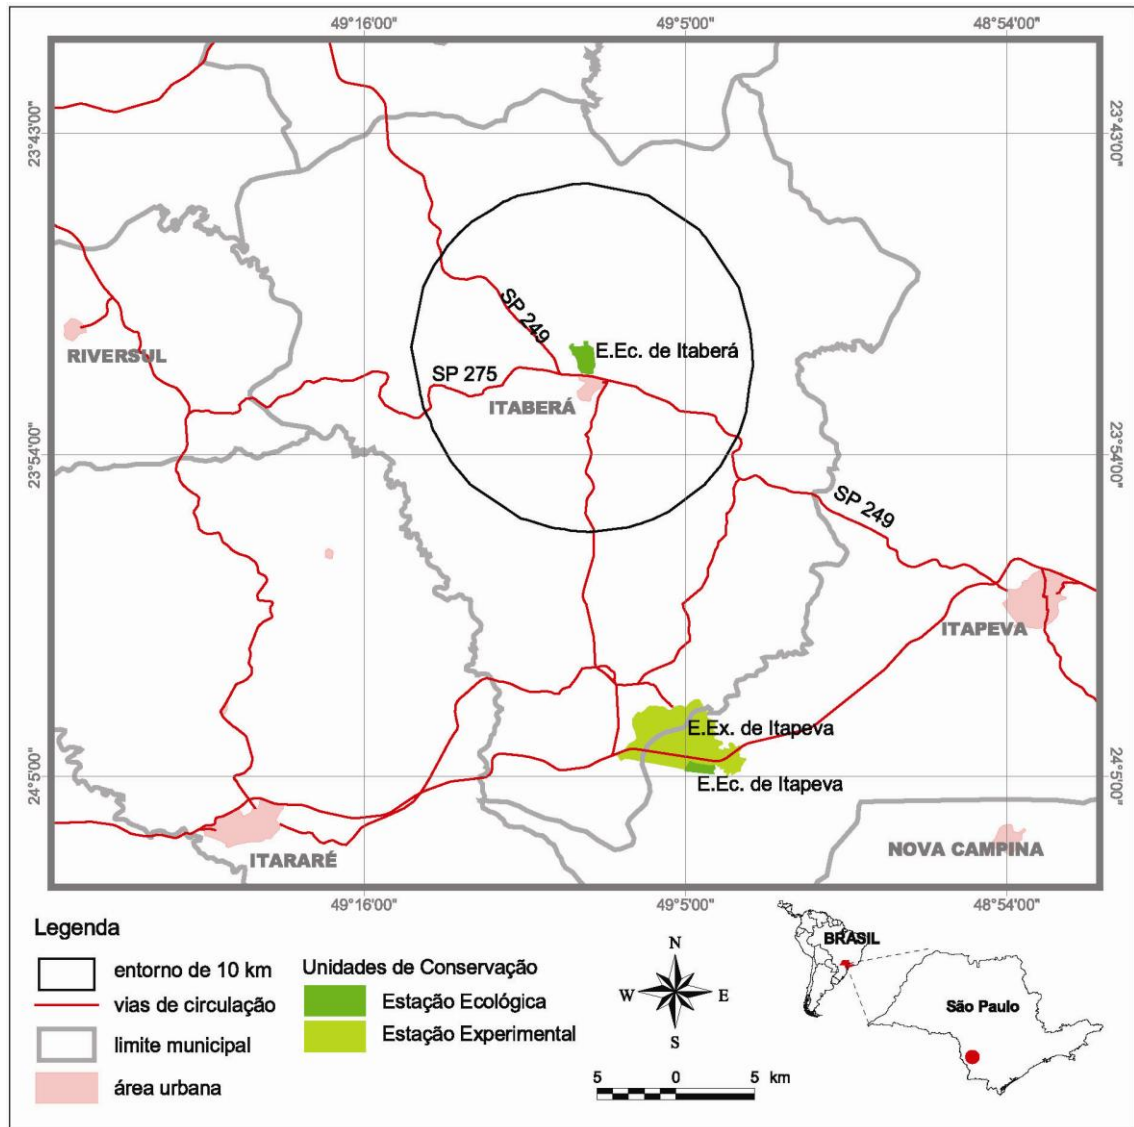 49°16'00" 49°5'00" 48°54'00"
23°43'00" 23°43'00"
SP 249
RIVERSUL
E.Ec. de Itaberá
SP 275
ITABERÁ
23°54'00" 23°54'00"
SP 249
ITAPEVA
E.Ex. de Itapeva
24°5'00" 24°5'00"
E.Ec. de Itapeva
ITARARÉ
NOVA CAMPINA
49°16'00" 49°5'00" 48°54'00"
Legenda
entorno de 10 km
vias de circulação
limite municipal
área urbana
Unidades de Conservação
Estação Ecológica
Estação Experimental
N
W E
S
5 0 5 km
BRASIL
São Paulo